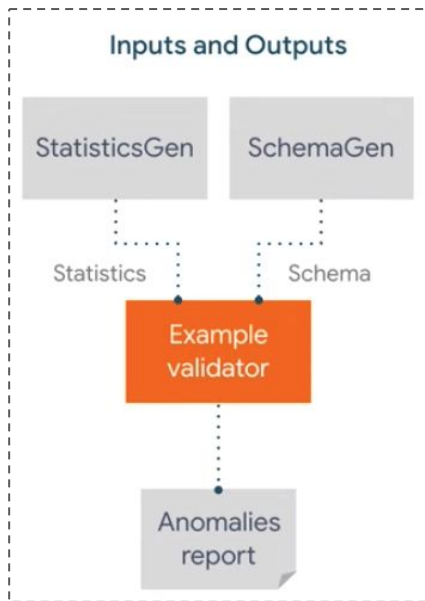 Inputs and Outputs
StatisticsGen
SchemaGen
Statistics
Schema
Example
validator
Anomalies
report